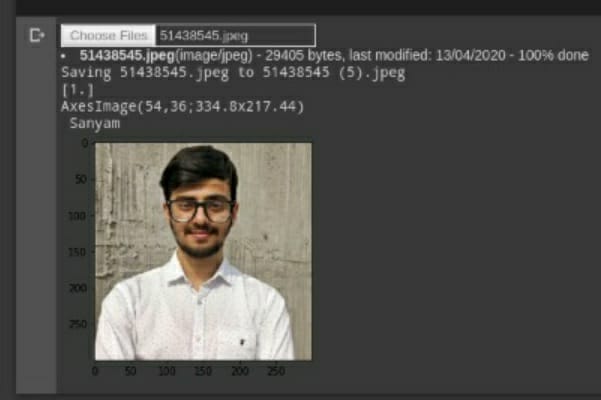 Choose Files 51438545.jpeg
• 51438545.jpeg(image/jpeg) - 29405 bytes, last modified: 13/04/2020 - 100% done
Saving 51438545.jpeg to 51438545 (5).jpeg
[1.]
AxesImage(54,36;334.8x217.44)
Sanyam
0
50
100
150
200
250
0 50 100 150 200 250